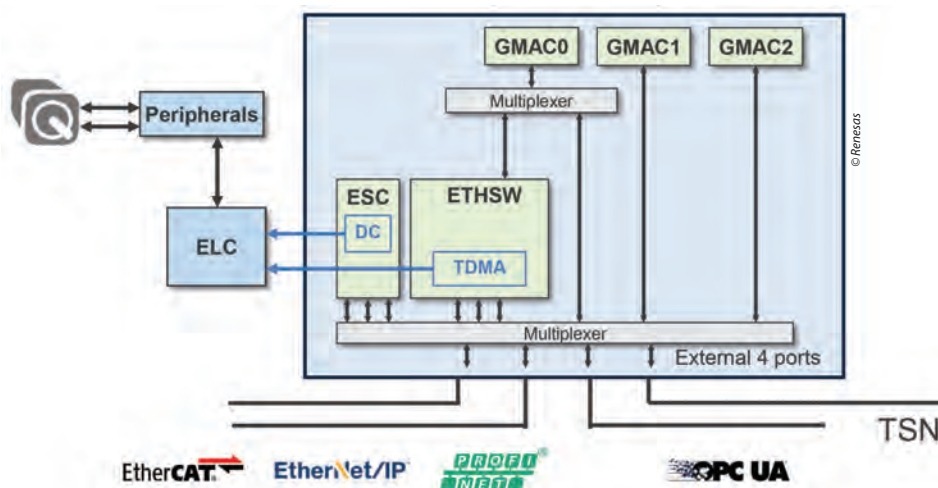 GMAC0
GMAC1
GMAC2
Multiplexer
Peripherals
© Renesas
ESC
ETHSW
DC
ELC
TDMA
Multiplexer
External 4 ports
TSN
EtherCAT®
EtherNet/IP
PROFI
NET®
OPC UA